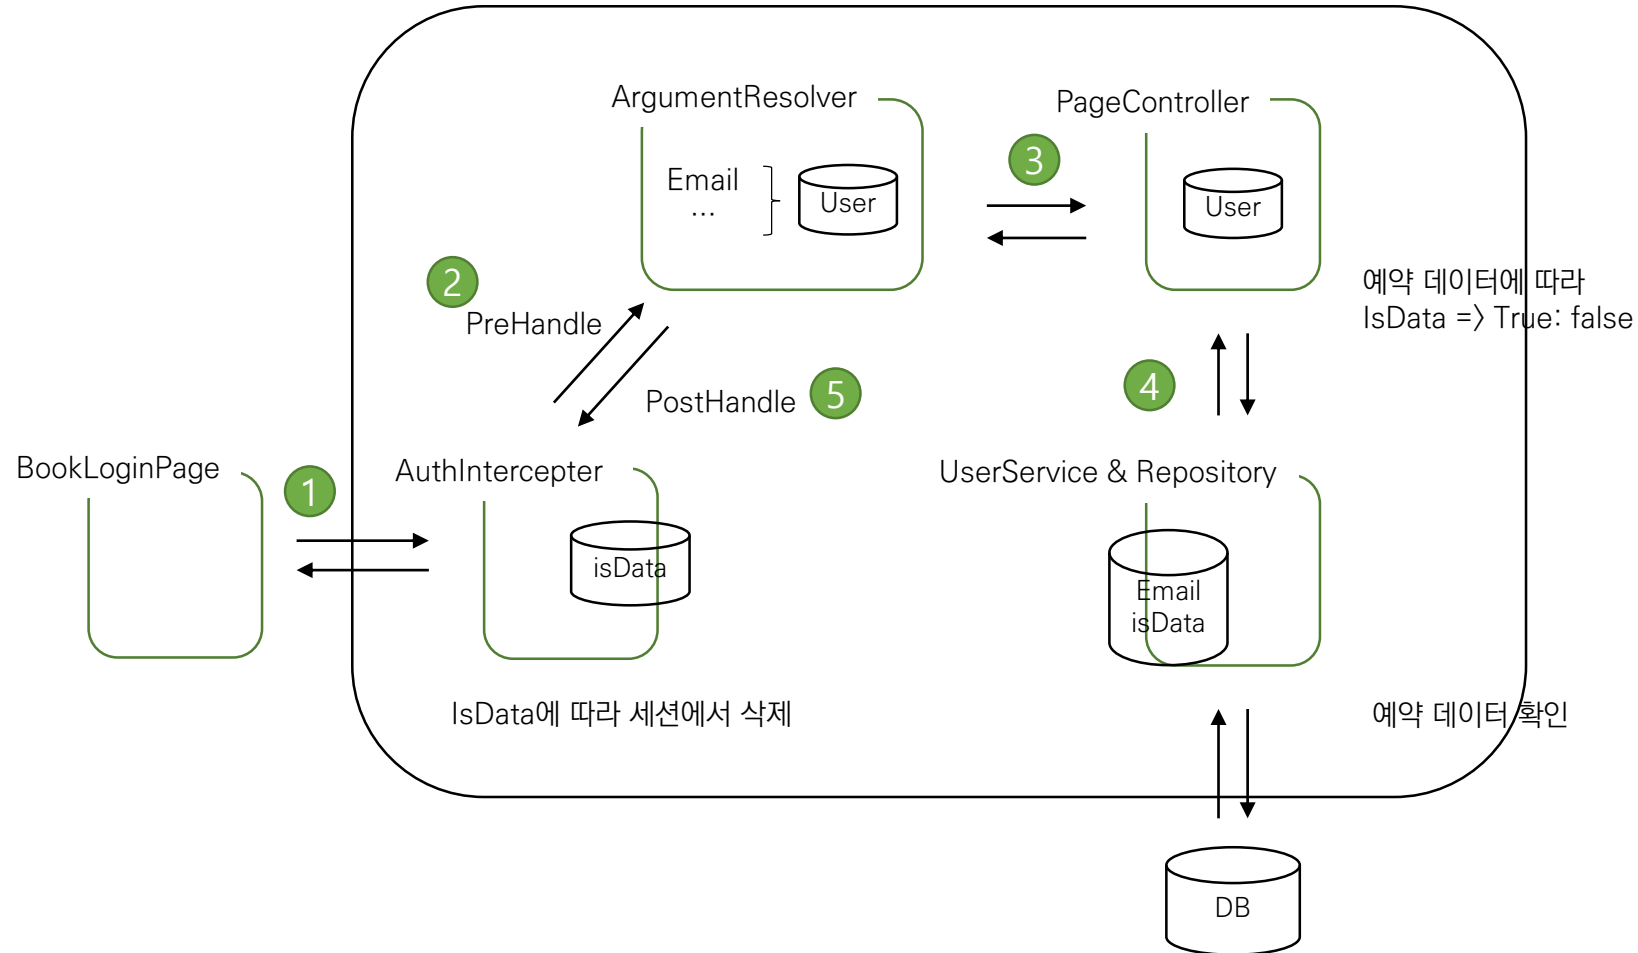 ArgumentResolver
PageController
Email
...
User
3
User
2
PreHandle
예약 데이터에 따라
IsData => True: false
PostHandle
5
4
BookLoginPage
1
AuthIntercepter
UserService & Repository
isData
Email
isData
IsData에 따라 세션에서 삭제
예약 데이터 확인
DB